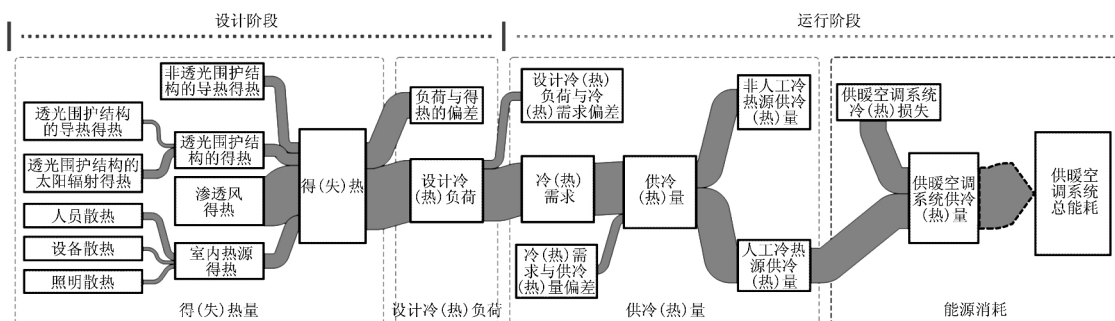 设计阶段
运行阶段
非透光围护结
构的导热得热
透光围护结构
的导热得热
透光围护结构
的得热
透光围护结构的
太阳辐射得热
渗透风
得热
人员散热
设备散热
照明散热
室内热源
得热
得(失)热
得(失)热量
负荷与得
热的偏差
设计冷
(热)负荷
设计冷(热)负荷
设计冷(热)
负荷与冷
(热)需求偏差
冷(热)
需求
冷(热)需
求与供冷
(热)量偏差
供冷
(热)量
非人工冷
热源供冷
(热)量
人工冷热
源供冷
(热)量
供冷(热)量
供暖空调系统
冷(热)损失
供暖空调
系统供冷
(热)量
供暖空
调系统
总能耗
能源消耗